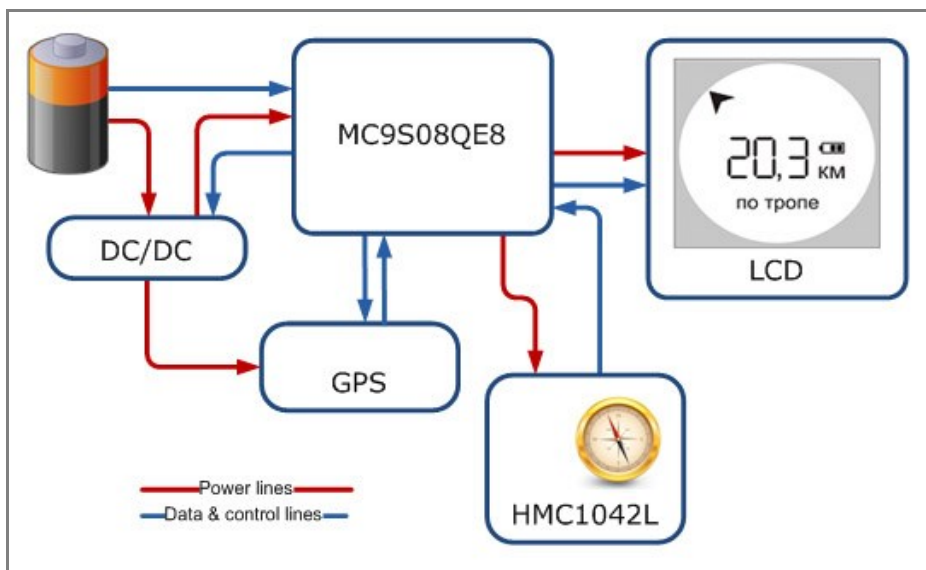 MC9S08QE8
20,3
км
по тропе
LCD
DC/DC
GPS
HMC1042L
Power lines
Data & control lines